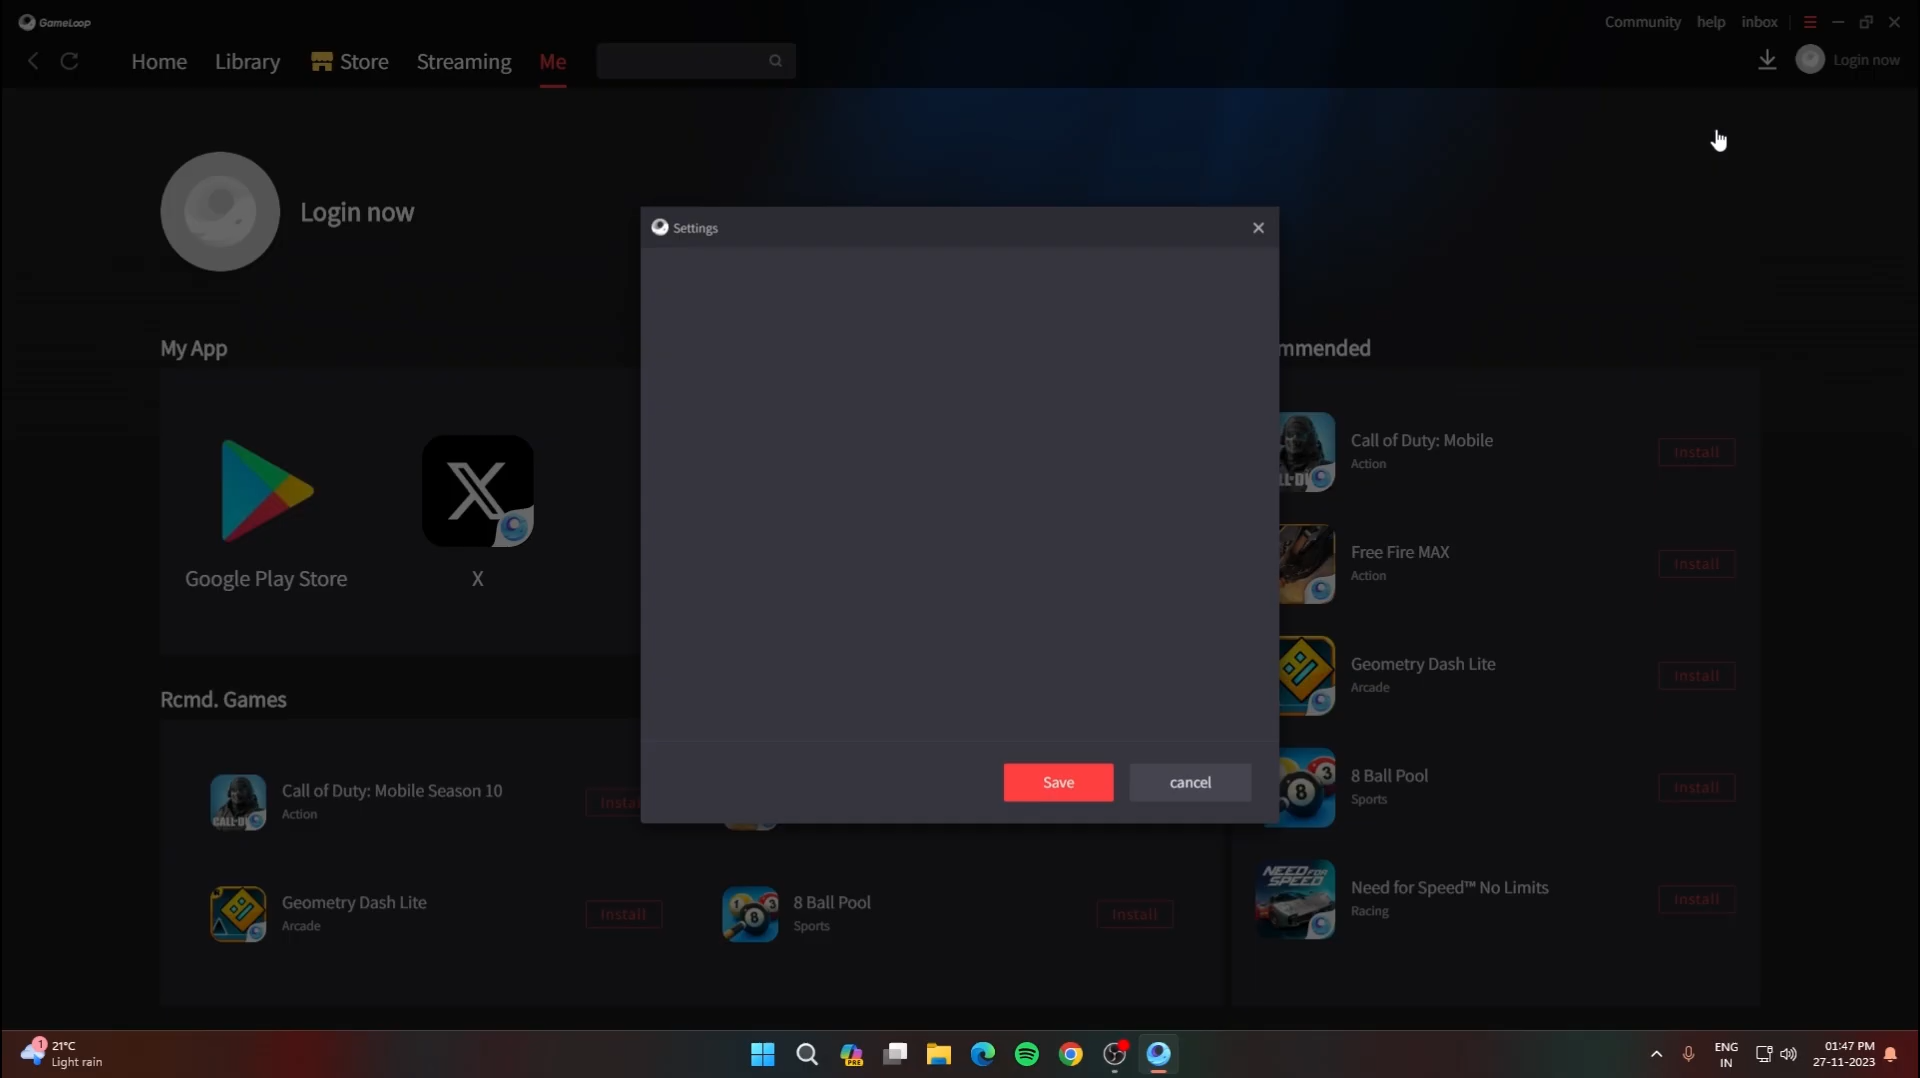 GameLoop
Community help inbox
Home Library Store Streaming Me
Login now
Login now
Settings
My App
mmended
Google Play Store
X
Call of Duty: Mobile
Action
Install
Free Fire MAX
Action
Install
Geometry Dash Lite
Arcade
Install
8 Ball Pool
Sports
Install
Need for Speed™ No Limits
Racing
Install
Save
cancel
Rcmd. Games
Call of Duty: Mobile Season 10
Action
Instal
Geometry Dash Lite
Arcade
Install
8 Ball Pool
Sports
Install
1
21°C
Light rain
PRE
ENG
IN
01:47 PM
27-11-2023